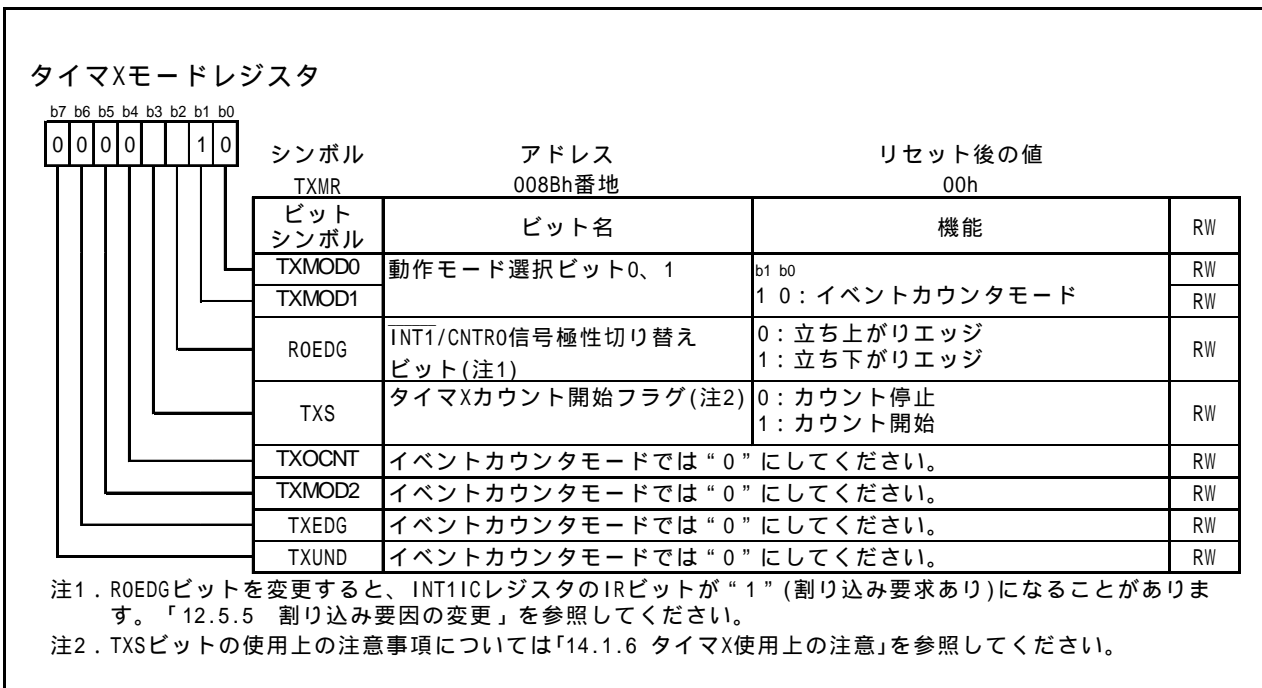 タイマXモードレジスタ
b7 b6 b5 b4 b3 b2 b1 b0
0 0 0 0 1 0
シンボル アドレス リセット後の値
TXMR 008Bh番地 00h
ビットシンボル ビット名 機能 RW
TXMOD0 動作モード選択ビット0、1 b1 b0 RW
TXMOD1 1 0：イベントカウンタモード RW
R0EDG INT1/CNTR0信号極性切り替え 0：立ち上がりエッジ RW
ビット(注1) 1：立ち下がりエッジ
TXS タイマXカウント開始フラグ(注2) 0：カウント停止 RW
1：カウント開始
TXOCNT イベントカウンタモードでは“0”にしてください。 RW
TXMOD2 イベントカウンタモードでは“0”にしてください。 RW
TXEDG イベントカウンタモードでは“0”にしてください。 RW
TXUND イベントカウンタモードでは“0”にしてください。 RW
注1．R0EDGビットを変更すると、INT1ICレジスタのIRビットが“1”(割り込み要求あり)になることがありま
す。「12.5.5 割り込み要因の変更」を参照してください。
注2．TXSビットの使用上の注意事項については「14.1.6 タイマX使用上の注意」を参照してください。